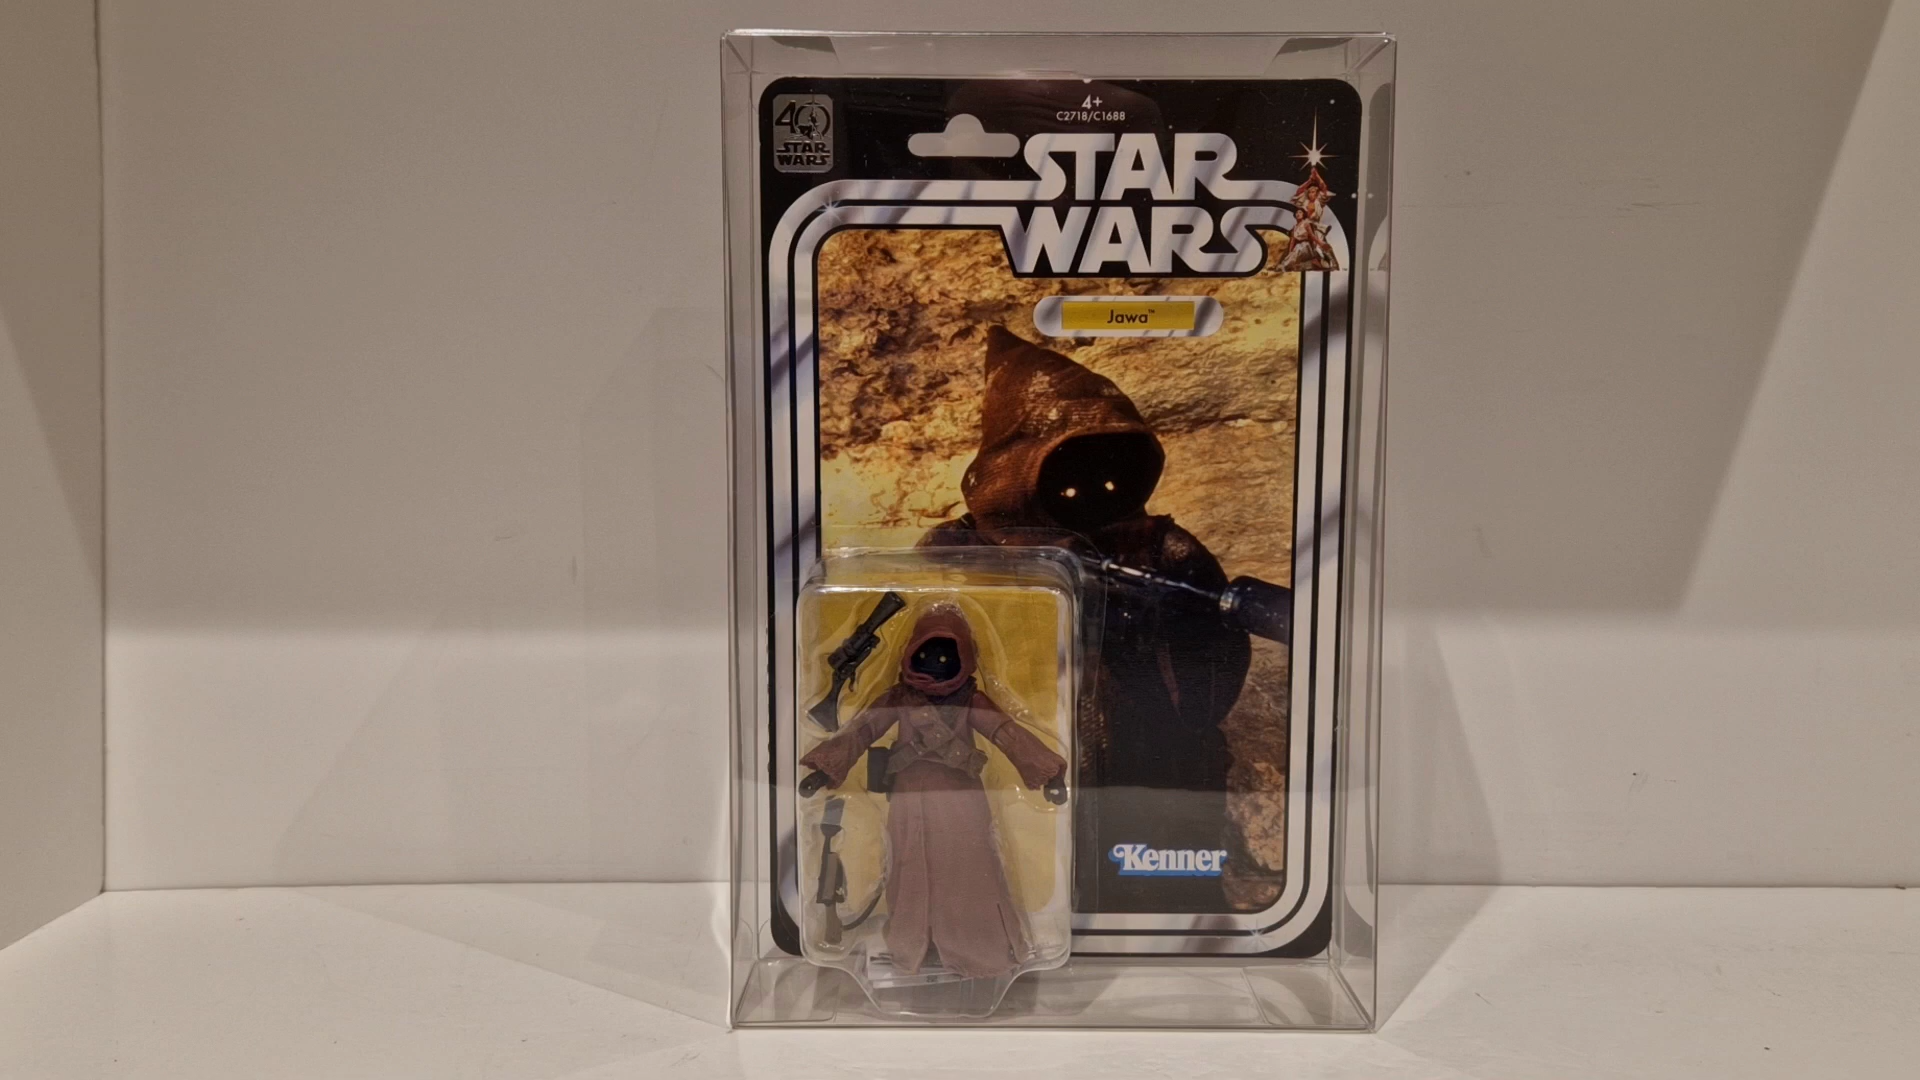 40
STAR
WARS
4+
C2718/C1688
STAR
WARS
Jawa™
Kenner